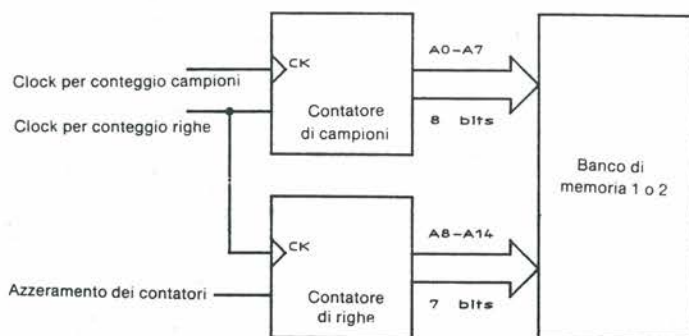 CK
A0-A7
Clock per conteggio campioni
Clock per conteggio righe
Contatore
di campioni
8 bits
Banco di
memoria 1 o 2
CK
A8-A14
Azzeramento dei contatori
Contatore
di righe
7 bits